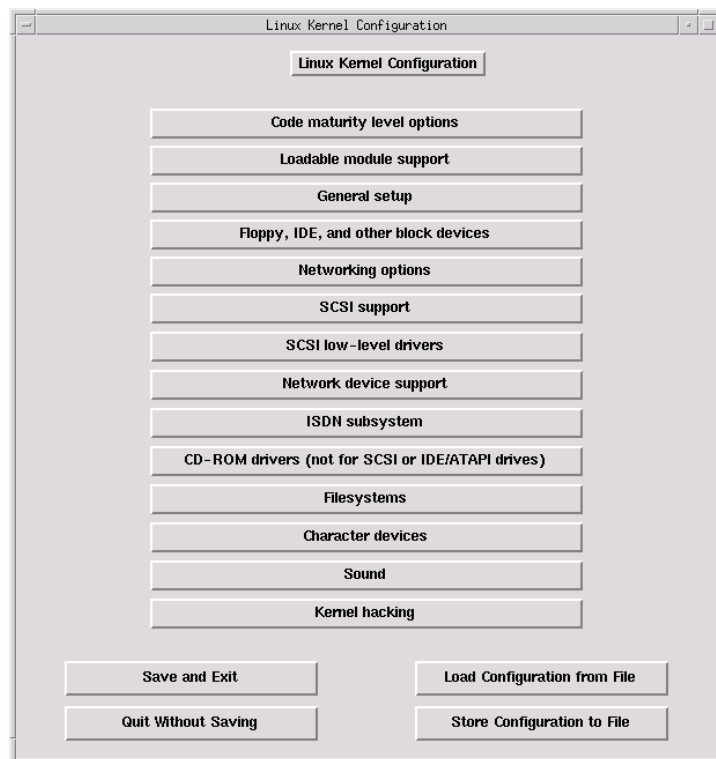 Linux Kernel Configuration
Linux Kernel Configuration
Code maturity level options
Loadable module support
General setup
Floppy, IDE, and other block devices
Networking options
SCSI support
SCSI low-level drivers
Network device support
ISDN subsystem
CD-ROM drivers (not for SCSI or IDE/ATAPI drives)
Filesystems
Character devices
Sound
Kernel hacking
Save and Exit
Load Configuration from File
Quit Without Saving
Store Configuration to File